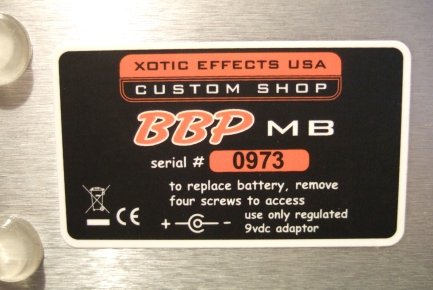 XOTIC EFFECTS USA
CUSTOM SHOP
BBP MB
serial # 0973
to replace battery, remove
four screws to access
CE + - use only regulated
9vdc adaptor